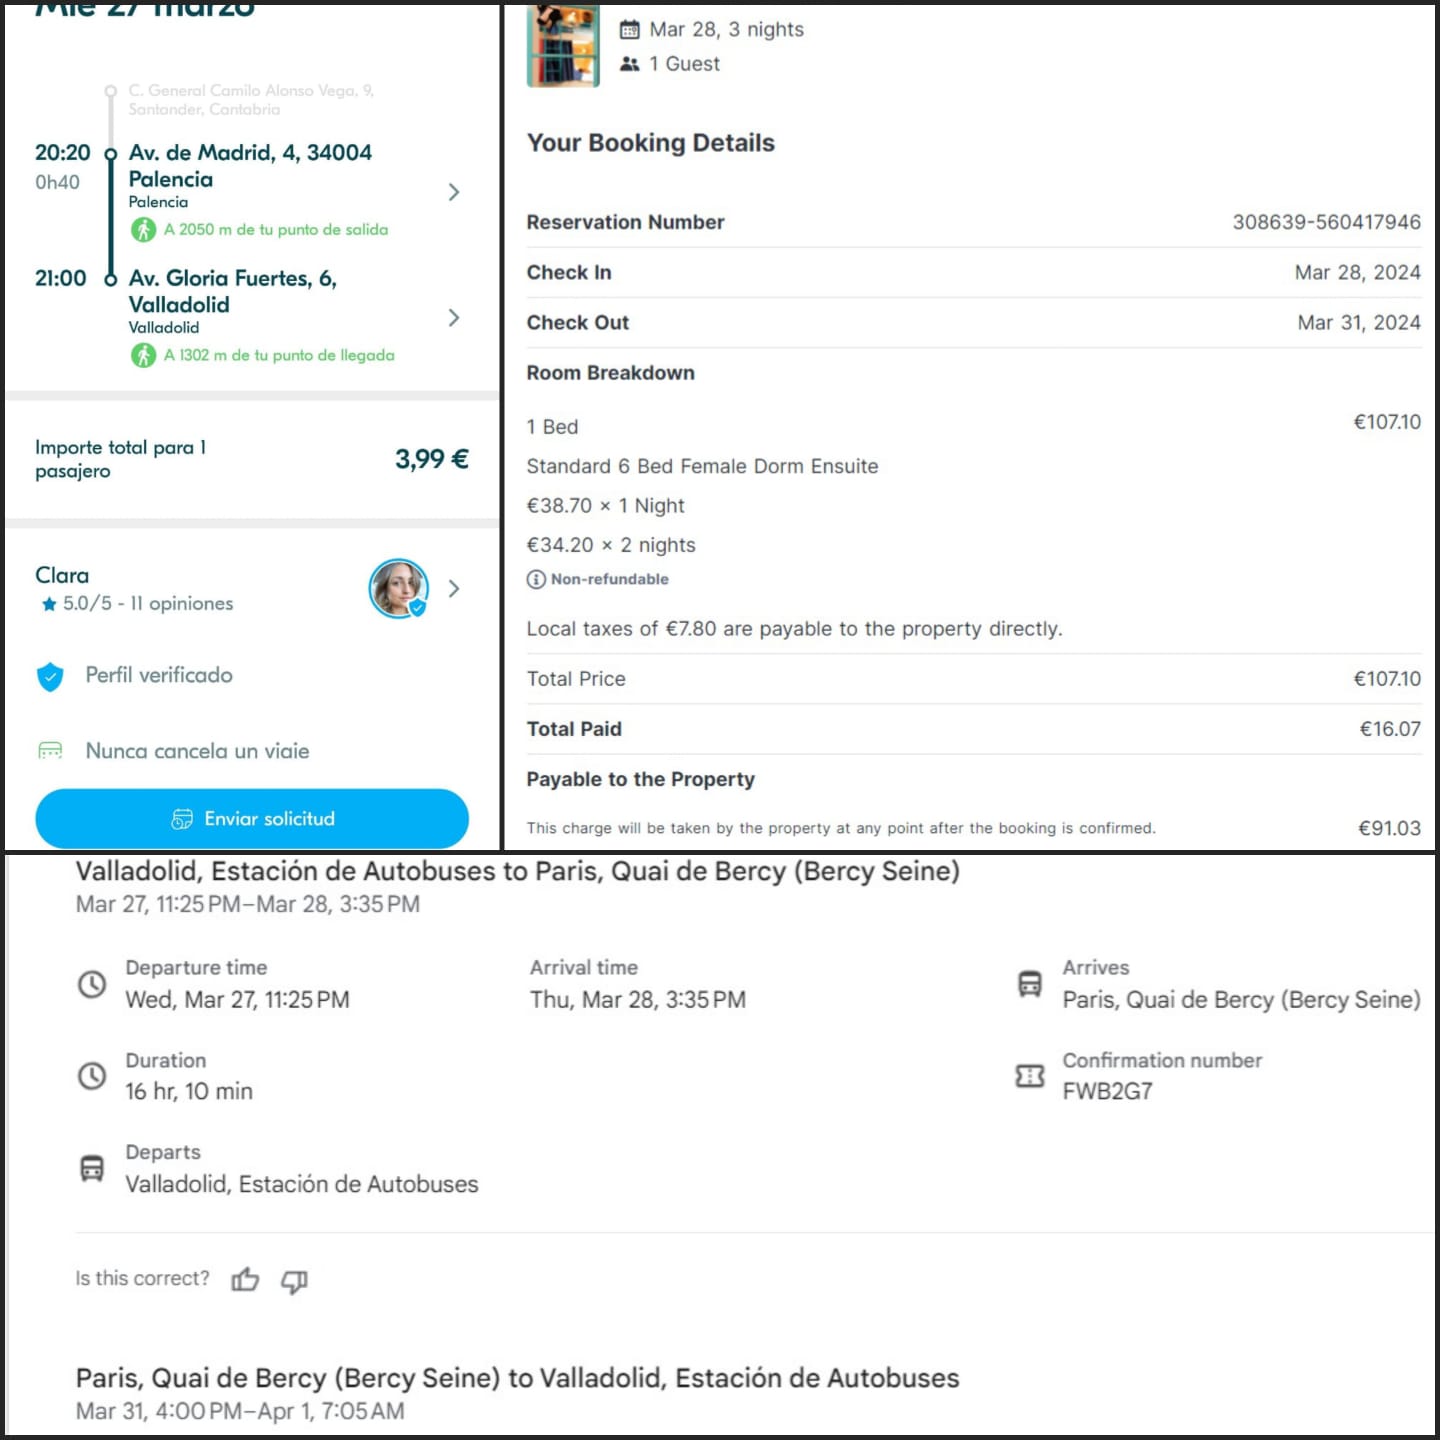 Mié 27 marzo
C. General Camilo Alonso Vega, 9,
Santander, Cantabria
20:20
Av. de Madrid, 4, 34004
0h40
Palencia
Palencia
A 2050 m de tu punto de salida
21:00
Av. Gloria Fuertes, 6,
Valladolid
Valladolid
A 1302 m de tu punto de llegada
Importe total para 1
pasajero
3,99 €
Clara
5.0/5 - 11 opiniones
Perfil verificado
Nunca cancela un viaje
Enviar solicitud
Mar 28, 3 nights
1 Guest
Your Booking Details
Reservation Number 308639-560417946
Check In Mar 28, 2024
Check Out Mar 31, 2024
Room Breakdown
1 Bed €107.10
Standard 6 Bed Female Dorm Ensuite
€38.70 × 1 Night
€34.20 × 2 nights
Non-refundable
Local taxes of €7.80 are payable to the property directly.
Total Price €107.10
Total Paid €16.07
Payable to the Property
This charge will be taken by the property at any point after the booking is confirmed. €91.03
Valladolid, Estación de Autobuses to Paris, Quai de Bercy (Bercy Seine)
Mar 27, 11:25 PM–Mar 28, 3:35 PM
Departure time
Wed, Mar 27, 11:25 PM
Arrival time
Thu, Mar 28, 3:35 PM
Arrives
Paris, Quai de Bercy (Bercy Seine)
Duration
16 hr, 10 min
Confirmation number
FWB2G7
Departs
Valladolid, Estación de Autobuses
Is this correct?
Paris, Quai de Bercy (Bercy Seine) to Valladolid, Estación de Autobuses
Mar 31, 4:00 PM–Apr 1, 7:05 AM